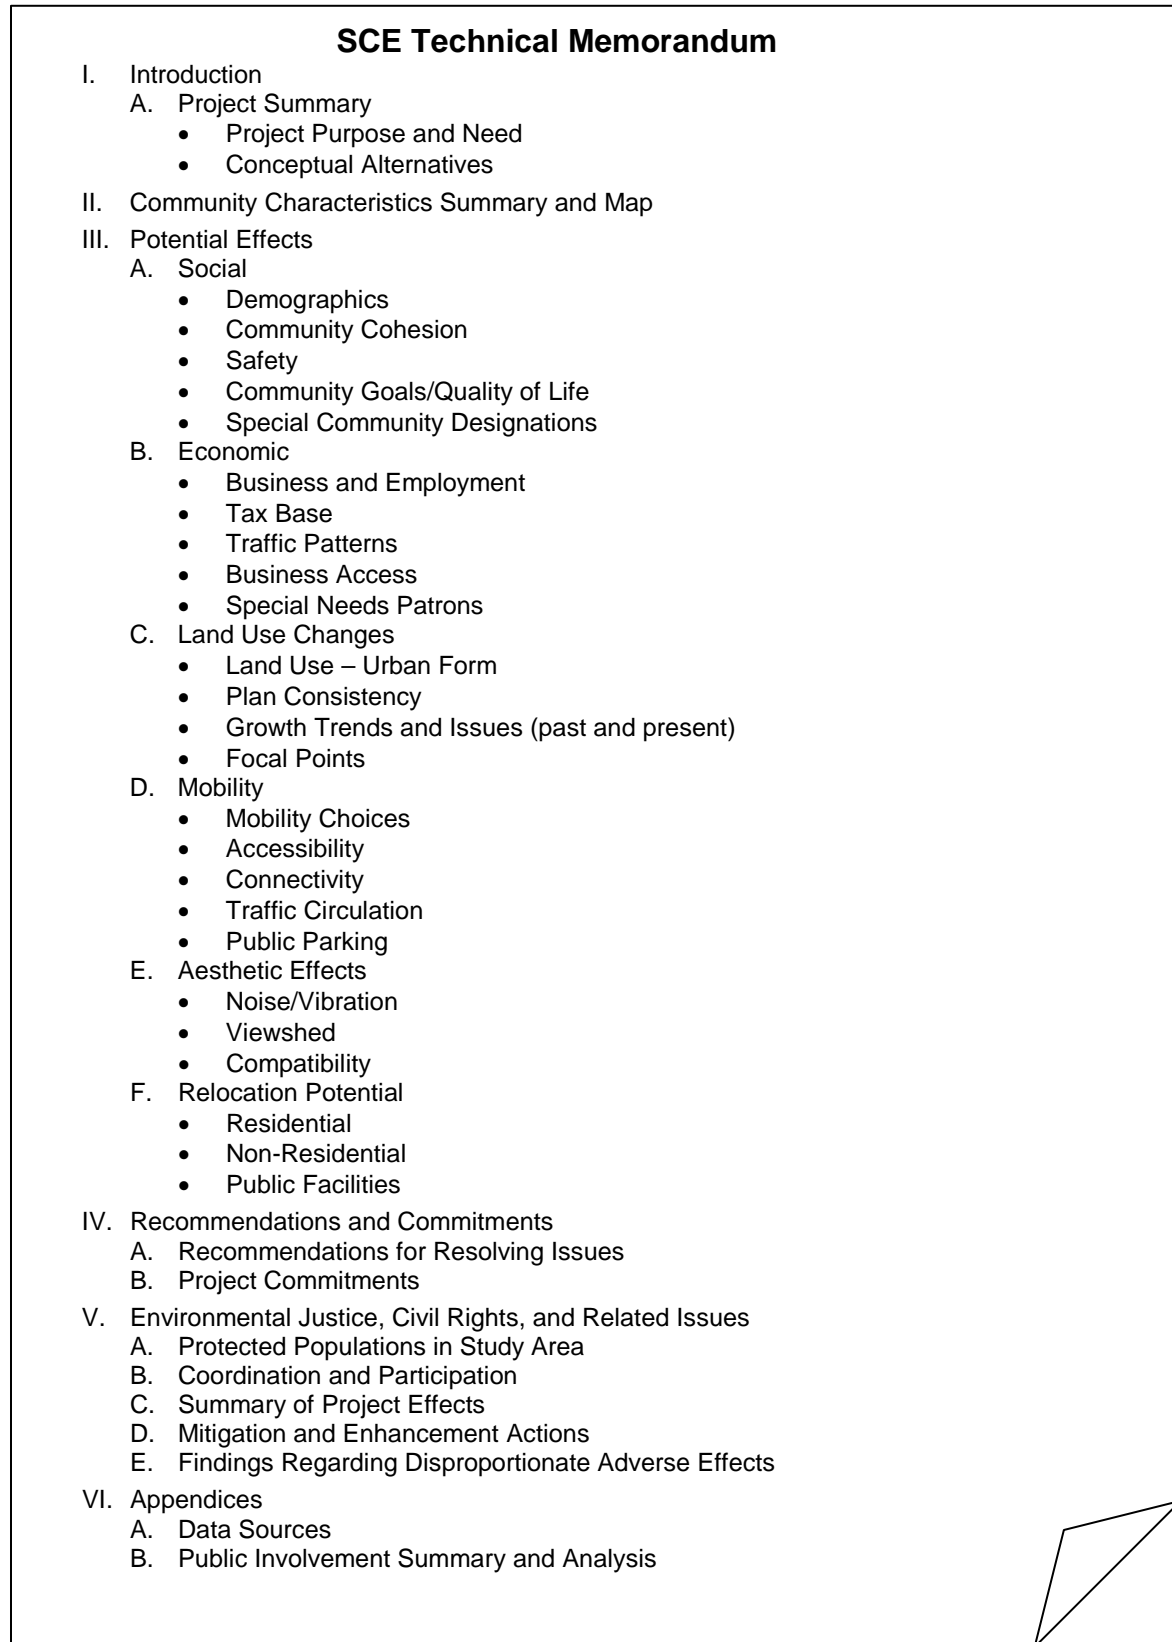 SCE Technical Memorandum
I. Introduction
A. Project Summary
• Project Purpose and Need
• Conceptual Alternatives
II. Community Characteristics Summary and Map
III. Potential Effects
A. Social
• Demographics
• Community Cohesion
• Safety
• Community Goals/Quality of Life
• Special Community Designations
B. Economic
• Business and Employment
• Tax Base
• Traffic Patterns
• Business Access
• Special Needs Patrons
C. Land Use Changes
• Land Use – Urban Form
• Plan Consistency
• Growth Trends and Issues (past and present)
• Focal Points
D. Mobility
• Mobility Choices
• Accessibility
• Connectivity
• Traffic Circulation
• Public Parking
E. Aesthetic Effects
• Noise/Vibration
• Viewshed
• Compatibility
F. Relocation Potential
• Residential
• Non-Residential
• Public Facilities
IV. Recommendations and Commitments
A. Recommendations for Resolving Issues
B. Project Commitments
V. Environmental Justice, Civil Rights, and Related Issues
A. Protected Populations in Study Area
B. Coordination and Participation
C. Summary of Project Effects
D. Mitigation and Enhancement Actions
E. Findings Regarding Disproportionate Adverse Effects
VI. Appendices
A. Data Sources
B. Public Involvement Summary and Analysis